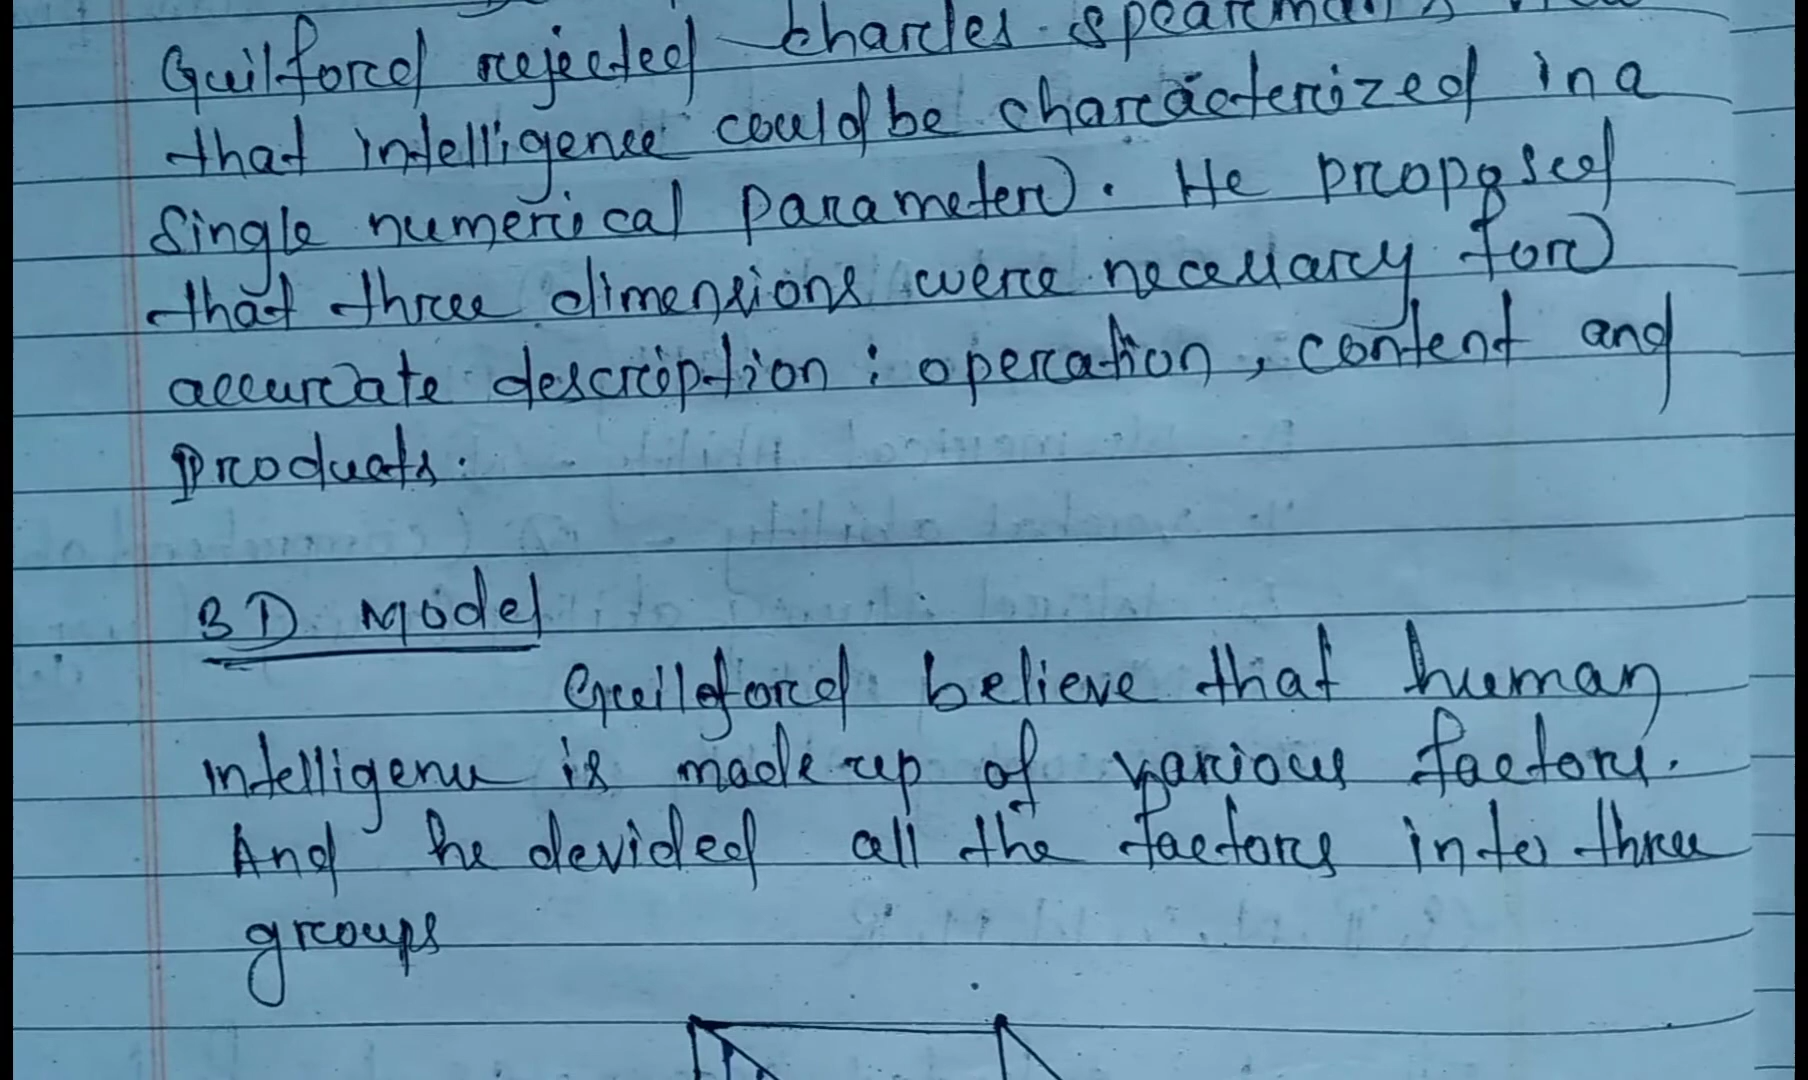 Guilford rejected charles spearman's view
that intelligence could be characterized in a
Single numerical parameter. He proposed
that three dimensions were necessary for
accurate description : operation, content and
Products.
3D Model
Guilford believe that human
intelligence is made up of various factors.
And he devided all the factors into three
groups